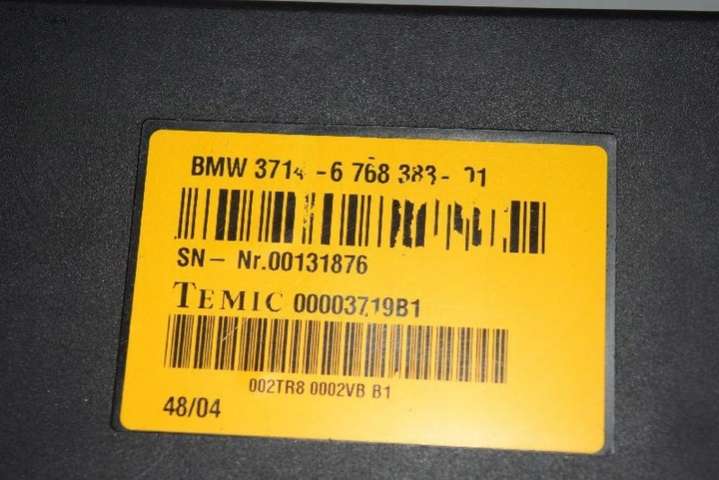 BMW 3714 -6 768 383- 01
SN- Nr.00131876
TEMIC 00003719B1
002TR8 0002VB B1
48/04